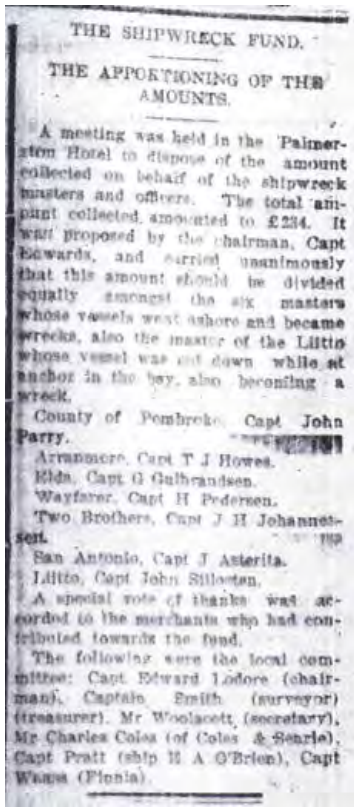 THE SHIPWRECK FUND.
THE APPORTIONING OF THE
AMOUNTS.
A meeting was held in the Palmer-
ston Hotel to dispose of the amount
collected on behalf of the shipwreck
masters and officers. The total am-
ount collected amounted to £234. It
was proposed by the chairman, Capt
Edwards, and carried unanimously
that this amount should be divided
equally amongst the six masters
whose vessels went ashore and became
wrecks, also the master of the Liitto
whose vessel was cut down while at
anchor in the bay, also becoming a
wreck.
County of Pembroke, Capt John
Parry.
Arranmore, Capt T J Howes.
Elda, Capt G Gulbrandsen.
Wayfarer, Capt H Pedersen.
Two Brothers, Capt J H Johannes-
sen.
San Antonio, Capt J Asterita.
Liitto, Capt John
A special vote of thanks was ac-
corded to the merchants who had con-
tributed towards the fund.
The following were the local com-
mittee: Capt Edward Lodore (chair-
man), Captain Smith (surveyor)
(treasurer), Mr Woolacott (secretary),
Mr Charles Coles (of Coles & Searle),
Capt Pratt (ship H A O'Brien), Capt
(Finnia).